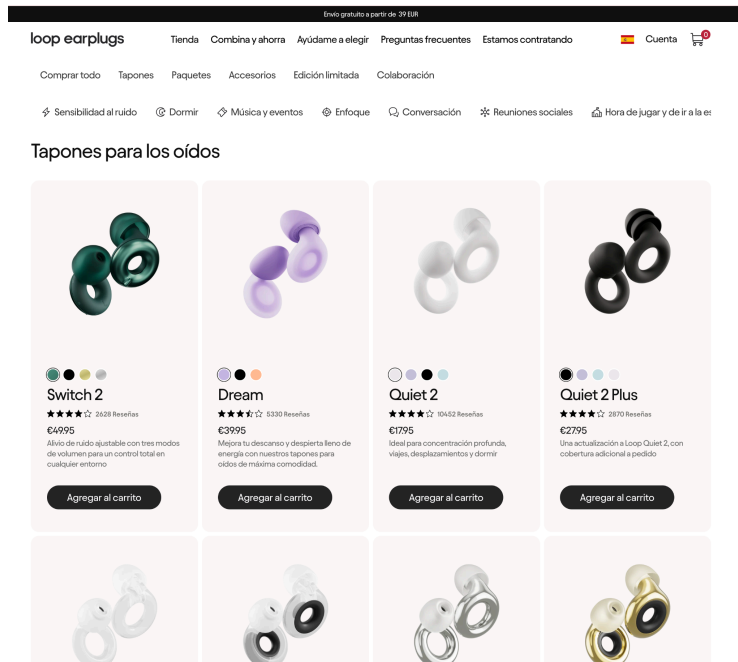 Envío gratuito a partir de 39 EUR
loop earplugs Tienda Combina y ahorra Ayúdame a elegir Preguntas frecuentes Estamos contratando Cuenta 0
Comprar todo Tapones Paquetes Accesorios Edición limitada Colaboración
Sensibilidad al ruido Dormir Música y eventos Enfoque Conversación Reuniones sociales Hora de jugar y de ir a la es
Tapones para los oídos
Switch 2
2628 Reseñas
€49.95
Alivio de ruido ajustable con tres modos
de volumen para un control total en
cualquier entorno
Agregar al carrito
Dream
5330 Reseñas
€39.95
Mejora tu descanso y despierta lleno de
energía con nuestros tapones para
oídos de máxima comodidad.
Agregar al carrito
Quiet 2
10452 Reseñas
€17.95
Ideal para concentración profunda,
viajes, desplazamientos y dormir
Agregar al carrito
Quiet 2 Plus
2870 Reseñas
€27.95
Una actualización a Loop Quiet 2, con
cobertura adicional a pedido
Agregar al carrito